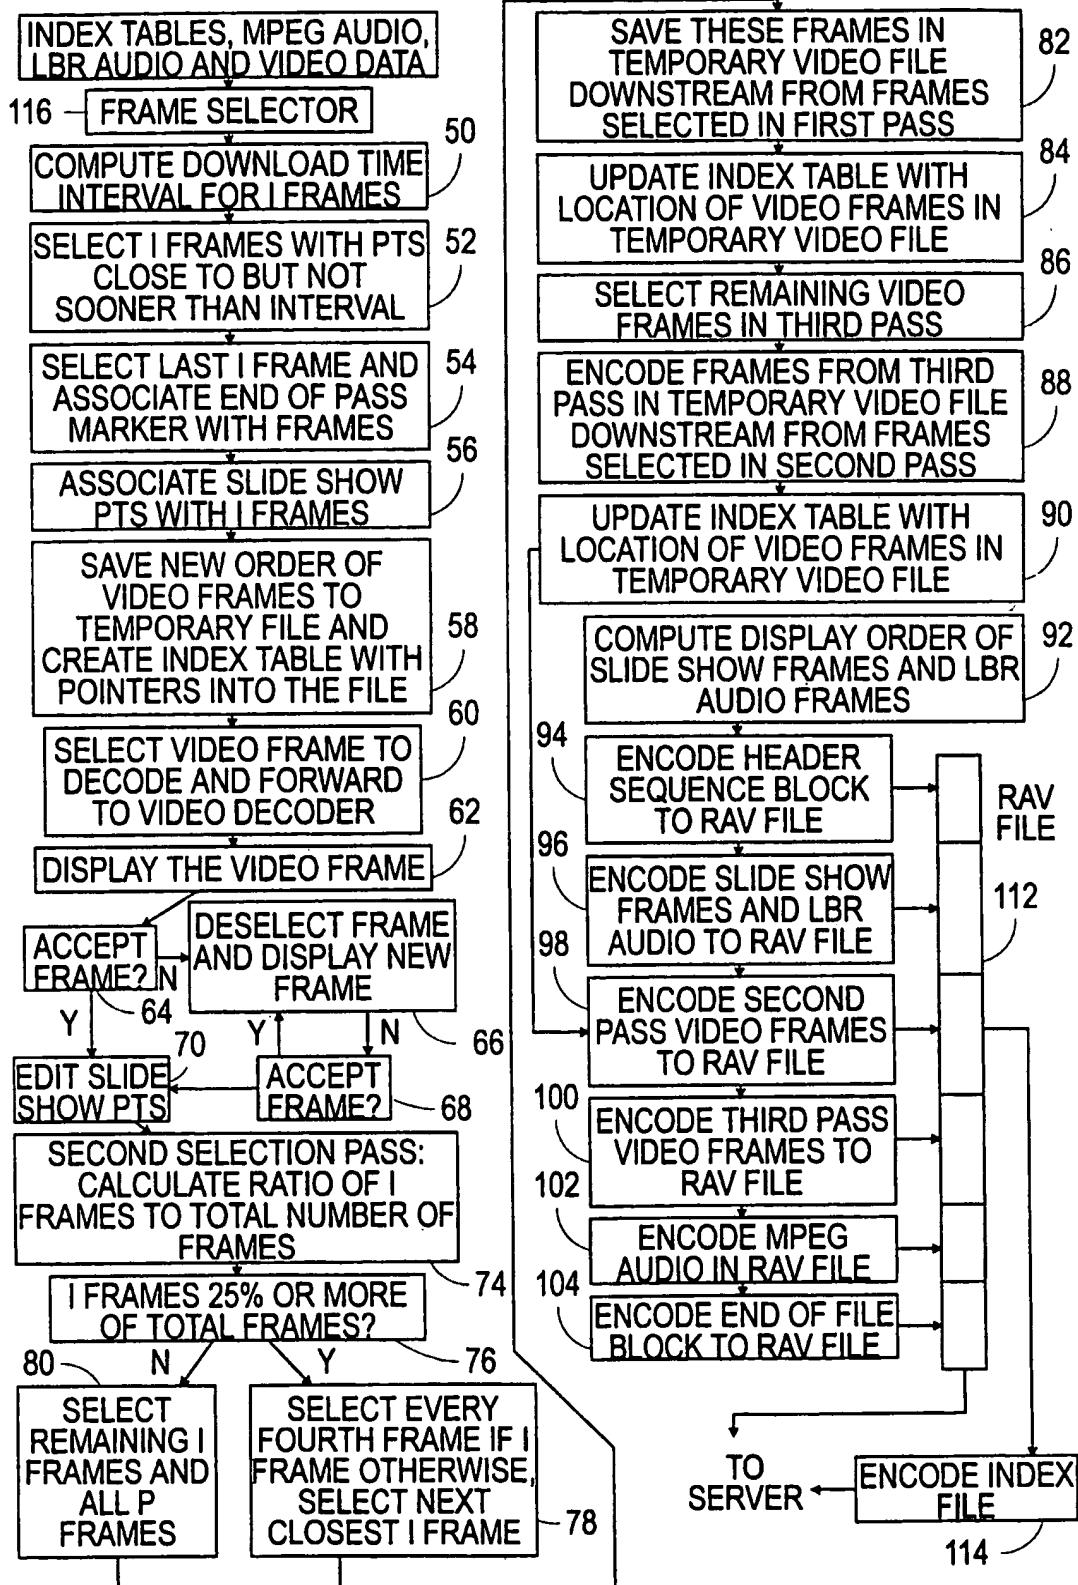 INDEX TABLES, MPEG AUDIO,
LBR AUDIO AND VIDEO DATA
116
FRAME SELECTOR
50
COMPUTE DOWNLOAD TIME
INTERVAL FOR I FRAMES
52
SELECT I FRAMES WITH PTS
CLOSE TO BUT NOT
SOONER THAN INTERVAL
54
SELECT LAST I FRAME AND
ASSOCIATE END OF PASS
MARKER WITH FRAMES
56
ASSOCIATE SLIDE SHOW
PTS WITH I FRAMES
SAVE NEW ORDER OF
VIDEO FRAMES TO
TEMPORARY FILE AND
CREATE INDEX TABLE WITH
POINTERS INTO THE FILE
58
60
SELECT VIDEO FRAME TO
DECODE AND FORWARD
TO VIDEO DECODER
62
DISPLAY THE VIDEO FRAME
ACCEPT
FRAME?
N
64
Y
DESELECT FRAME
AND DISPLAY NEW
FRAME
66
Y
N
ACCEPT
FRAME?
68
70
EDIT SLIDE
SHOW PTS
SECOND SELECTION PASS:
CALCULATE RATIO OF I
FRAMES TO TOTAL NUMBER OF
FRAMES
74
I FRAMES 25% OR MORE
OF TOTAL FRAMES?
76
N
Y
80
SELECT
REMAINING I
FRAMES AND
ALL P
FRAMES
SELECT EVERY
FOURTH FRAME IF I
FRAME OTHERWISE,
SELECT NEXT
CLOSEST I FRAME
78
SAVE THESE FRAMES IN
TEMPORARY VIDEO FILE
DOWNSTREAM FROM FRAMES
SELECTED IN FIRST PASS
82
UPDATE INDEX TABLE WITH
LOCATION OF VIDEO FRAMES IN
TEMPORARY VIDEO FILE
84
86
SELECT REMAINING VIDEO
FRAMES IN THIRD PASS
ENCODE FRAMES FROM THIRD
PASS IN TEMPORARY VIDEO FILE
DOWNSTREAM FROM FRAMES
SELECTED IN SECOND PASS
88
UPDATE INDEX TABLE WITH
LOCATION OF VIDEO FRAMES IN
TEMPORARY VIDEO FILE
90
COMPUTE DISPLAY ORDER OF
SLIDE SHOW FRAMES AND LBR
AUDIO FRAMES
92
94
ENCODE HEADER
SEQUENCE BLOCK
TO RAV FILE
RAV
FILE
96
ENCODE SLIDE SHOW
FRAMES AND LBR
AUDIO TO RAV FILE
112
98
ENCODE SECOND
PASS VIDEO FRAMES
TO RAV FILE
100
ENCODE THIRD PASS
VIDEO FRAMES TO
RAV FILE
102
ENCODE MPEG
AUDIO IN RAV FILE
104
ENCODE END OF FILE
BLOCK TO RAV FILE
TO
SERVER
ENCODE INDEX
FILE
114